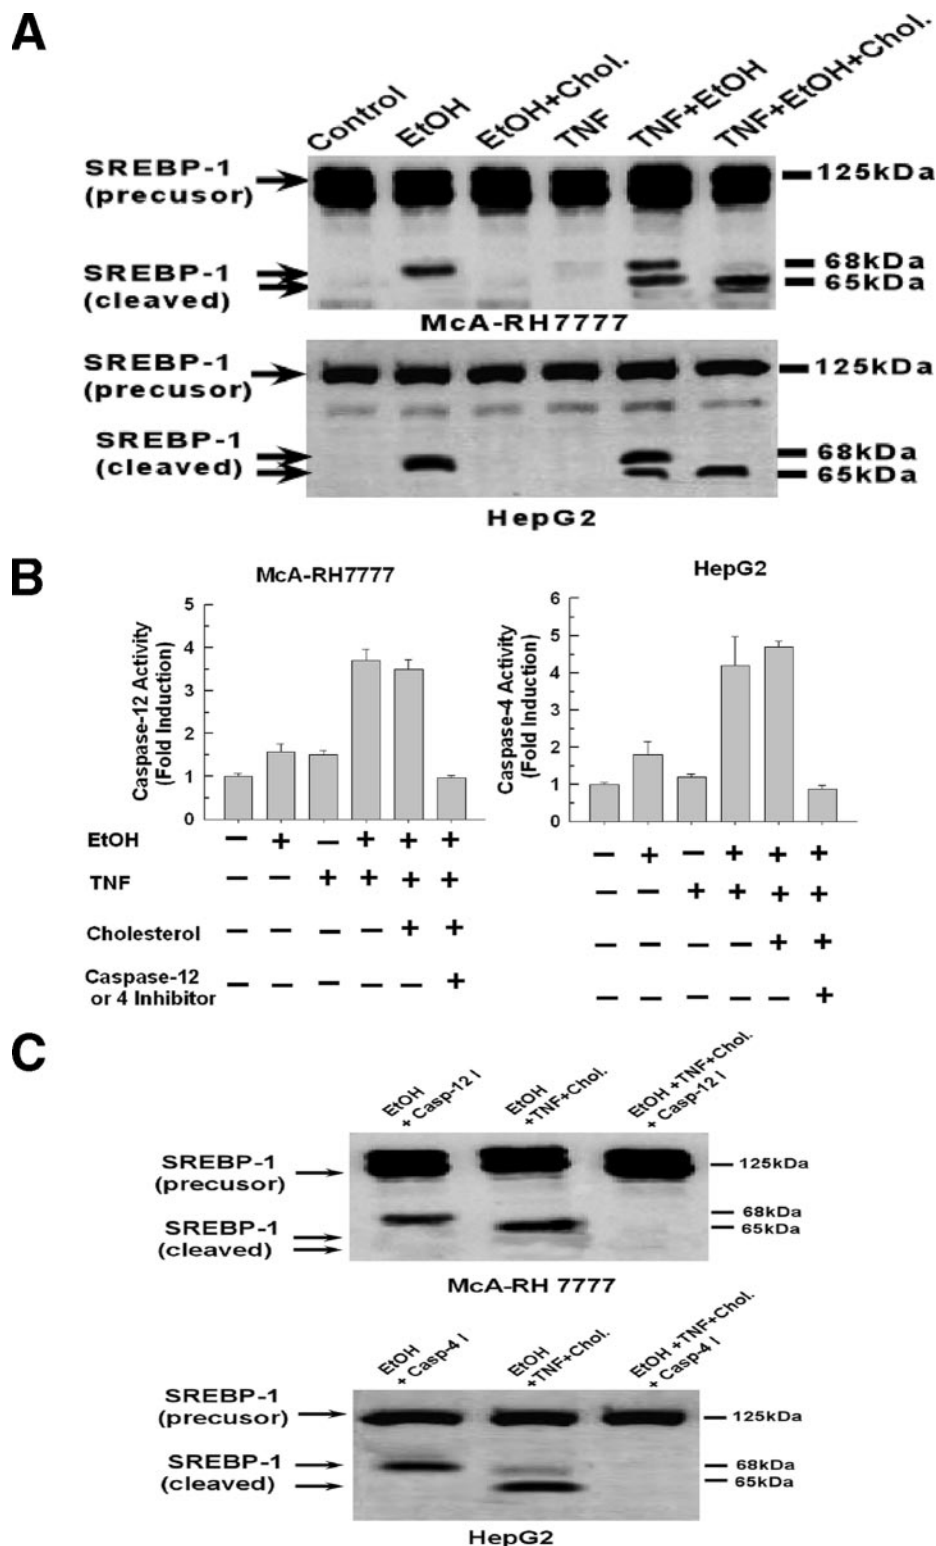 A
Control
EtOH
EtOH+Chol.
TNF
TNF+EtOH
TNF+EtOH+Chol.
SREBP-1
(precusor)
125kDa
SREBP-1
(cleaved)
68kDa
65kDa
McA-RH7777
SREBP-1
(precusor)
125kDa
SREBP-1
(cleaved)
68kDa
65kDa
HepG2
B
McA-RH7777
Caspase-12 Activity
(Fold Induction)
5
4
3
2
1
0
HepG2
Caspase-4 Activity
(Fold Induction)
6
5
4
3
2
1
0
EtOH
— + — + + +
— + — + + +
TNF
— — + + + +
— — + + + +
Cholesterol
— — — — + +
— — — — + +
Caspase-12
or 4 Inhibitor
— — — — — +
— — — — — +
C
EtOH
+ Casp-12 I
EtOH
+TNF+Chol.
EtOH +TNF+Chol.
+ Casp-12 I
SREBP-1
(precusor)
125kDa
SREBP-1
(cleaved)
68kDa
65kDa
McA-RH 7777
EtOH
+ Casp-4 I
EtOH
+TNF+Chol.
EtOH +TNF+Chol.
+ Casp-4 I
SREBP-1
(precusor)
125kDa
SREBP-1
(cleaved)
68kDa
65kDa
HepG2